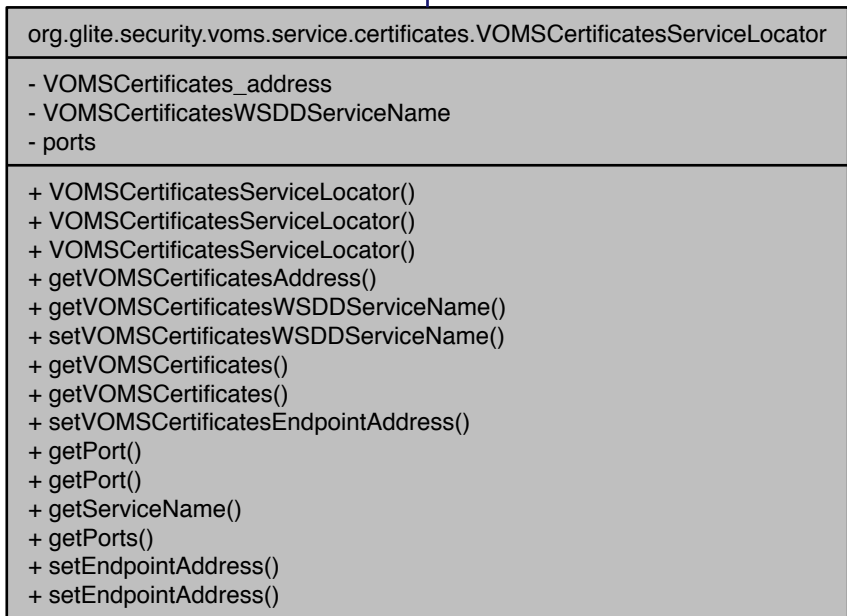 org.glite.security.voms.service.certificates.VOMSCertificatesServiceLocator
- VOMSCertificates_address
- VOMSCertificatesWSDDServiceName
- ports
+ VOMSCertificatesServiceLocator()
+ VOMSCertificatesServiceLocator()
+ VOMSCertificatesServiceLocator()
+ getVOMSCertificatesAddress()
+ getVOMSCertificatesWSDDServiceName()
+ setVOMSCertificatesWSDDServiceName()
+ getVOMSCertificates()
+ getVOMSCertificates()
+ setVOMSCertificatesEndpointAddress()
+ getPort()
+ getPort()
+ getServiceName()
+ getPorts()
+ setEndpointAddress()
+ setEndpointAddress()